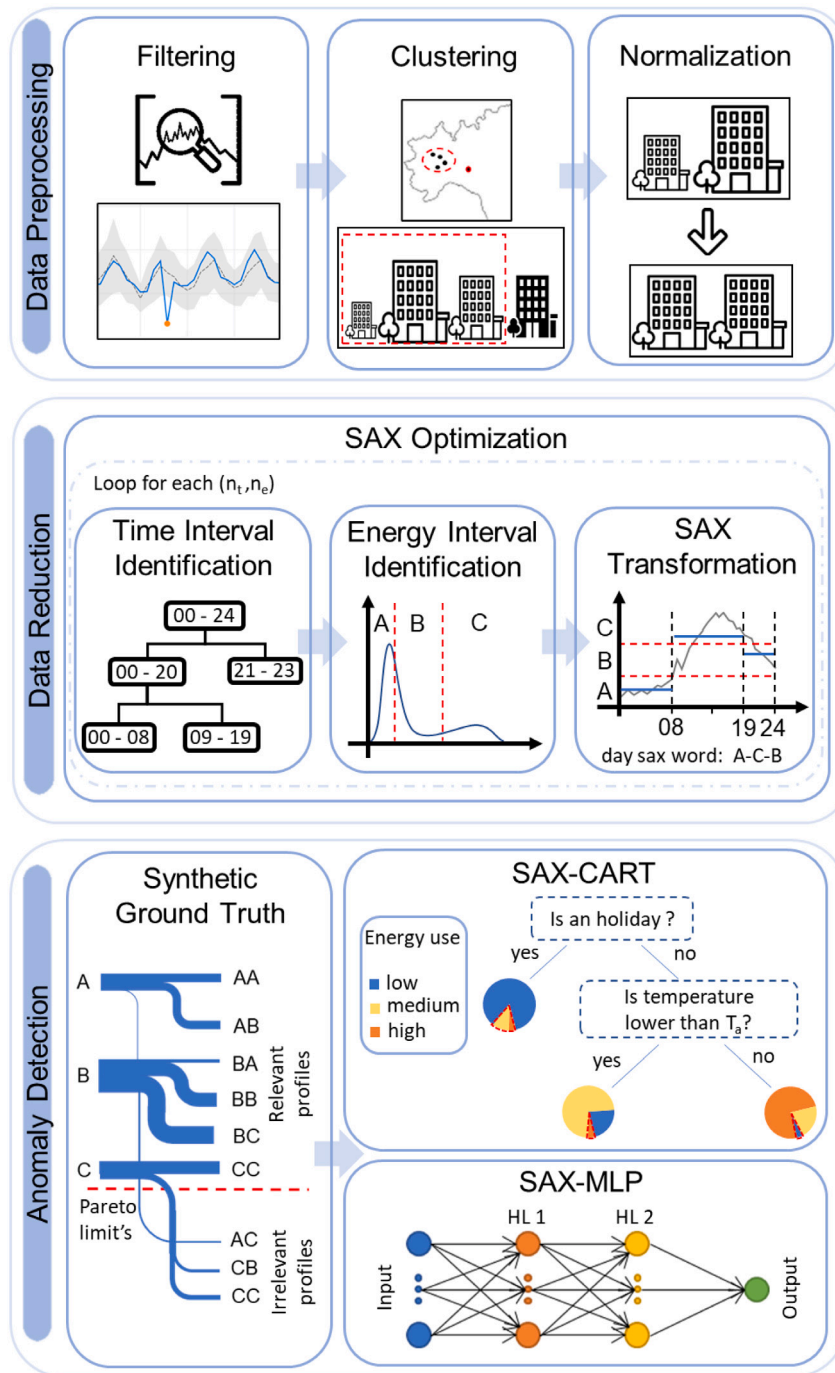 Data Preprocessing
Filtering
Clustering
Normalization
Data Reduction
SAX Optimization
Loop for each (nt,ne)
Time Interval
Identification
00 - 24
00 - 20
21 - 23
00 - 08
09 - 19
Energy Interval
Identification
A
B
C
SAX
Transformation
C
B
A
08
19
24
day sax word: A-C-B
Anomaly Detection
Synthetic
Ground Truth
A
B
C
AA
AB
BA
BB
BC
CC
Relevant
profiles
Pareto
limit's
AC
CB
CC
Irrelevant
profiles
SAX-CART
Energy use
low
medium
high
Is an holiday ?
yes
no
Is temperature
lower than Ta?
yes
no
SAX-MLP
HL 1
HL 2
Input
Output